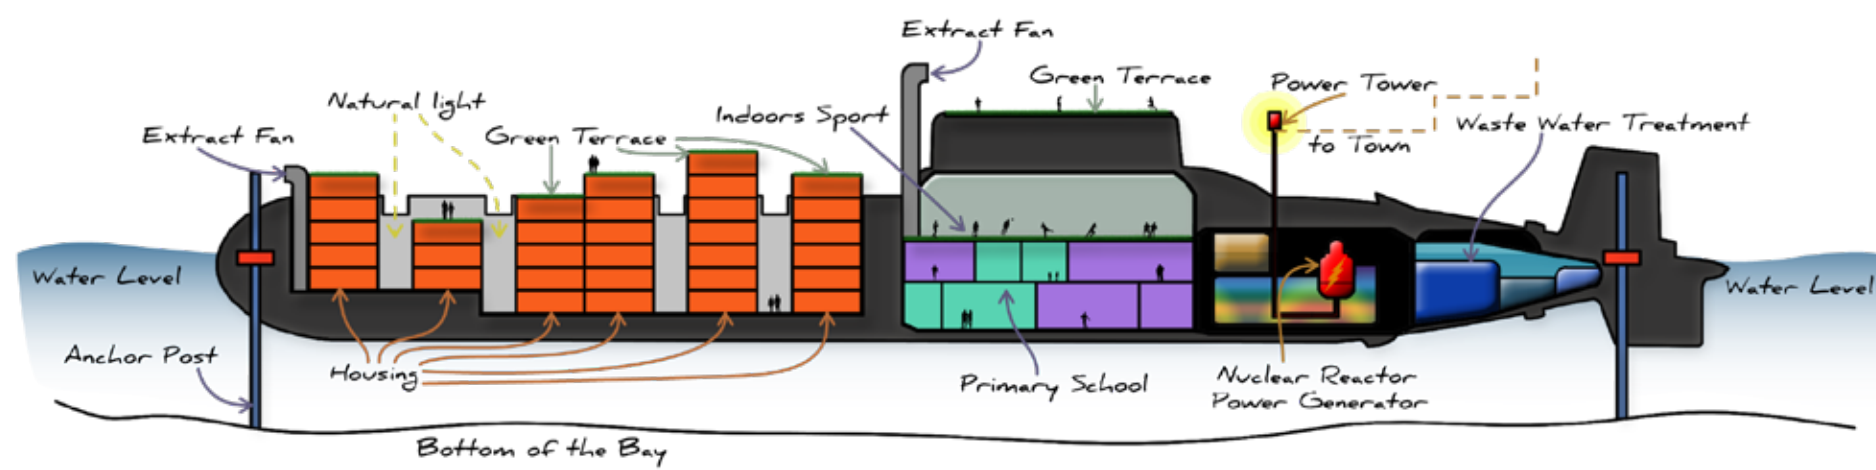 Extract Fan
Green Terrace
Power Tower
Natural light
Indoors Sport
Extract Fan
Green Terrace
Waste Water Treatment
to Town
Water Level
Water Level
Anchor Post
Housing
Primary School
Nuclear Reactor
Power Generator
Bottom of the Bay